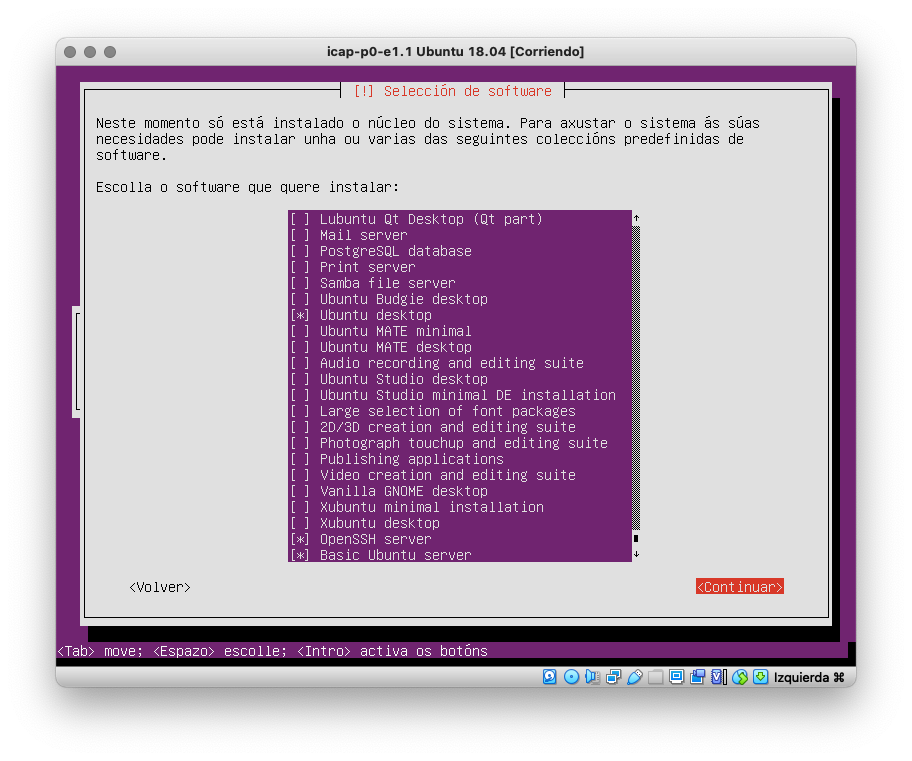 icap-p0-e1.1 Ubuntu 18.04 [Corriendo]
[!] Selección de software
Neste momento só está instalado o núcleo do sistema. Para axustar o sistema ás súas
necesidades pode instalar unha ou varias das seguintes coleccións predefinidas de
software.
Escolla o software que quere instalar:
[ ] Lubuntu Qt Desktop (Qt part)
[ ] Mail server
[ ] PostgreSQL database
[ ] Print server
[ ] Samba file server
[ ] Ubuntu Budgie desktop
[*] Ubuntu desktop
[ ] Ubuntu MATE minimal
[ ] Ubuntu MATE desktop
[ ] Audio recording and editing suite
[ ] Ubuntu Studio desktop
[ ] Ubuntu Studio minimal DE installation
[ ] Large selection of font packages
[ ] 2D/3D creation and editing suite
[ ] Photograph touchup and editing suite
[ ] Publishing applications
[ ] Video creation and editing suite
[ ] Vanilla GNOME desktop
[ ] Xubuntu minimal installation
[ ] Xubuntu desktop
[*] OpenSSH server
[*] Basic Ubuntu server
<Volver> <Continuar>
<Tab> move; <Espazo> escolle; <Intro> activa os botóns
Izquierda ⌘